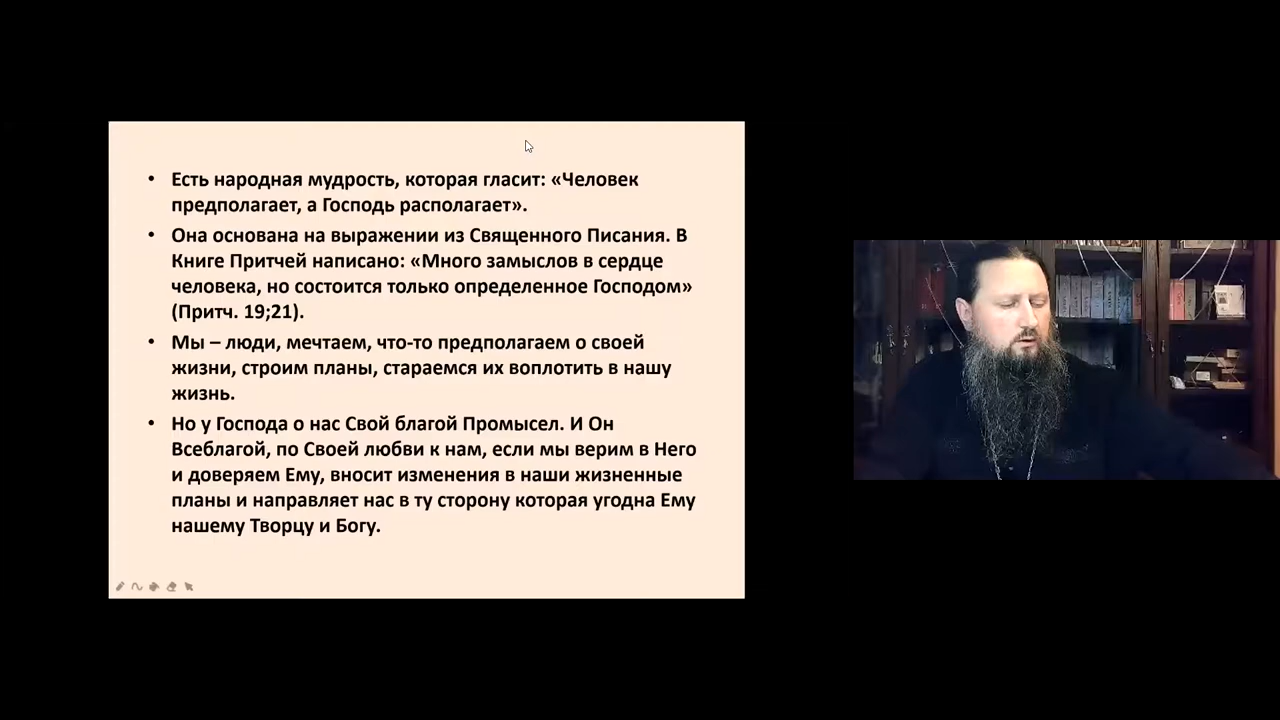 • Есть народная мудрость, которая гласит: «Человек
предполагает, а Господь располагает».
• Она основана на выражении из Священного Писания. В
Книге Притчей написано: «Много замыслов в сердце
человека, но состоится только определенное Господом»
(Притч. 19;21).
• Мы – люди, мечтаем, что-то предполагаем о своей
жизни, строим планы, стараемся их воплотить в нашу
жизнь.
• Но у Господа о нас Свой благой Промысел. И Он
Всеблагой, по Своей любви к нам, если мы верим в Него
и доверяем Ему, вносит изменения в наши жизненные
планы и направляет нас в ту сторону которая угодна Ему
нашему Творцу и Богу.